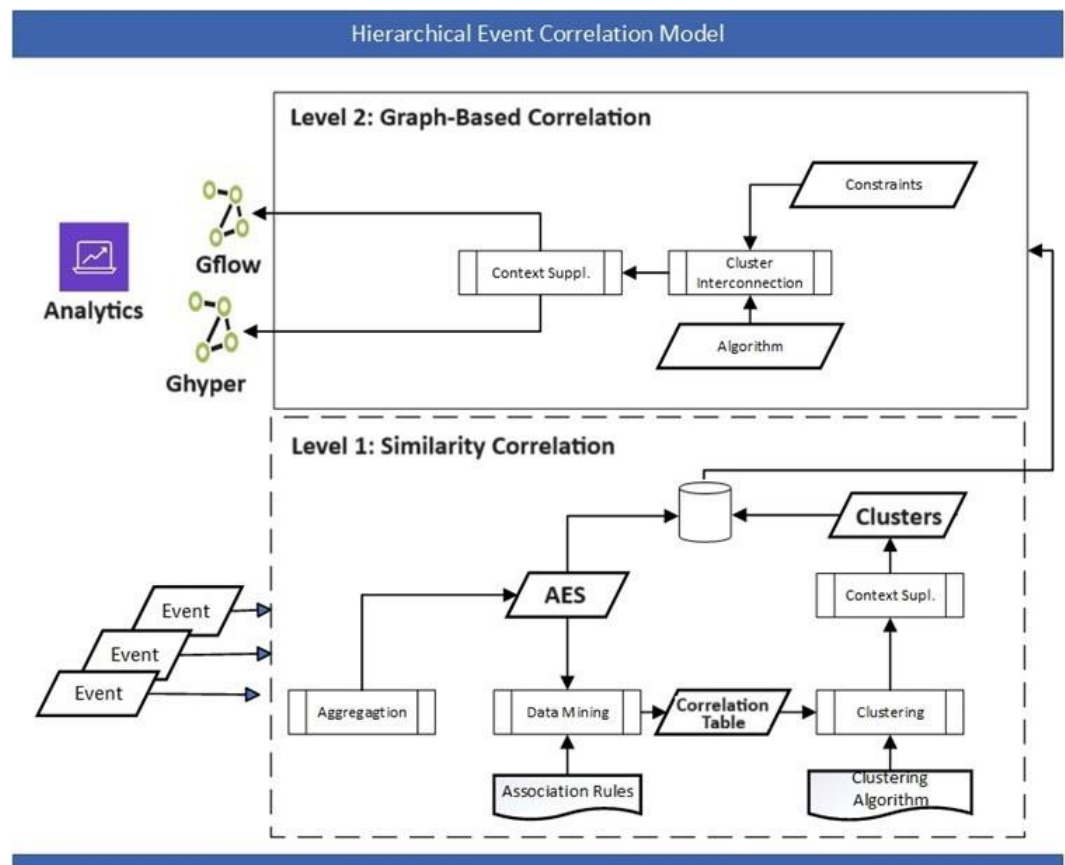 Hierarchical Event Correlation Model
Level 2: Graph-Based Correlation
Constraints
Gflow
Context Suppl.
Cluster
Interconnection
Analytics
Algorithm
Ghyper
Level 1: Similarity Correlation
Clusters
AES
Context Supl.
Event
Event
Event
Aggregagtion
Data Mining
Correlation
Table
Clustering
Association Rules
Clustering
Algorithm